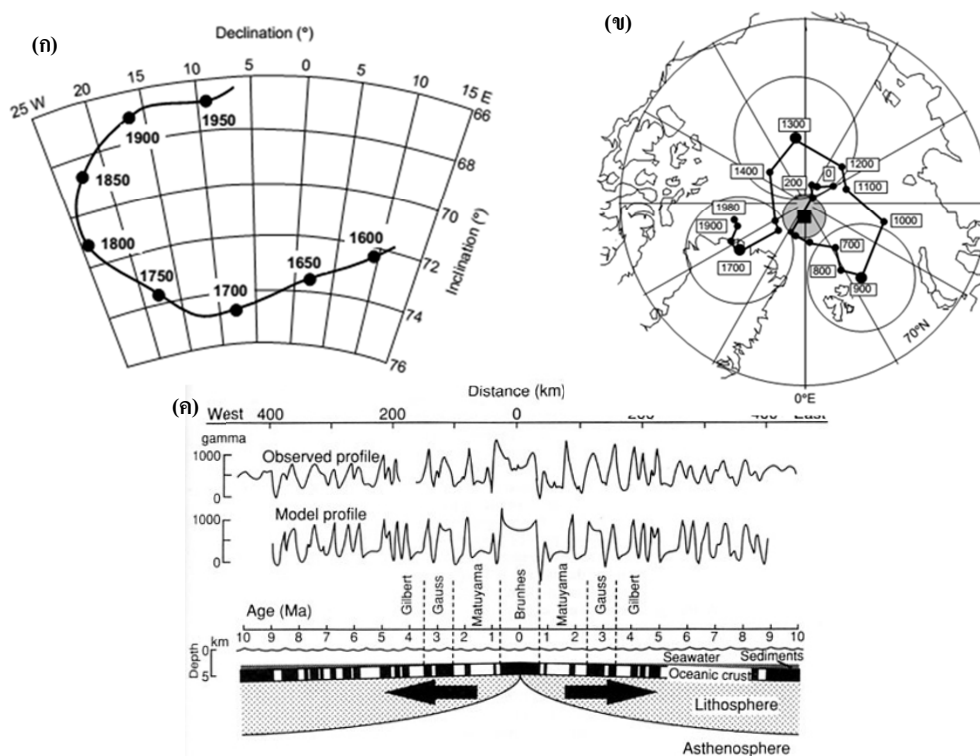 (ก)
Declination (°)
25 W 20 15 10 5 0 5 10 15 E
66
68
70
72
74
76
Inclination (°)
1950
1900
1850
1800
1750
1700
1650
1600
(ข)
1300
1400
1200
200
0
1100
1980
1900
1000
1700
700
800
900
70°N
0°E
(ค)
Distance (km)
West 400 200 0 200 400 East
gamma
1000
0
Observed profile
1000
0
Model profile
Gilbert
Gauss
Matuyama
Brunhes
Matuyama
Gauss
Gilbert
Age (Ma)
10 9 8 7 6 5 4 3 2 1 0 1 2 3 4 5 6 7 8 9 10
Depth
km
0
5
Seawater
Sediments
Oceanic crust
Lithosphere
Asthenosphere